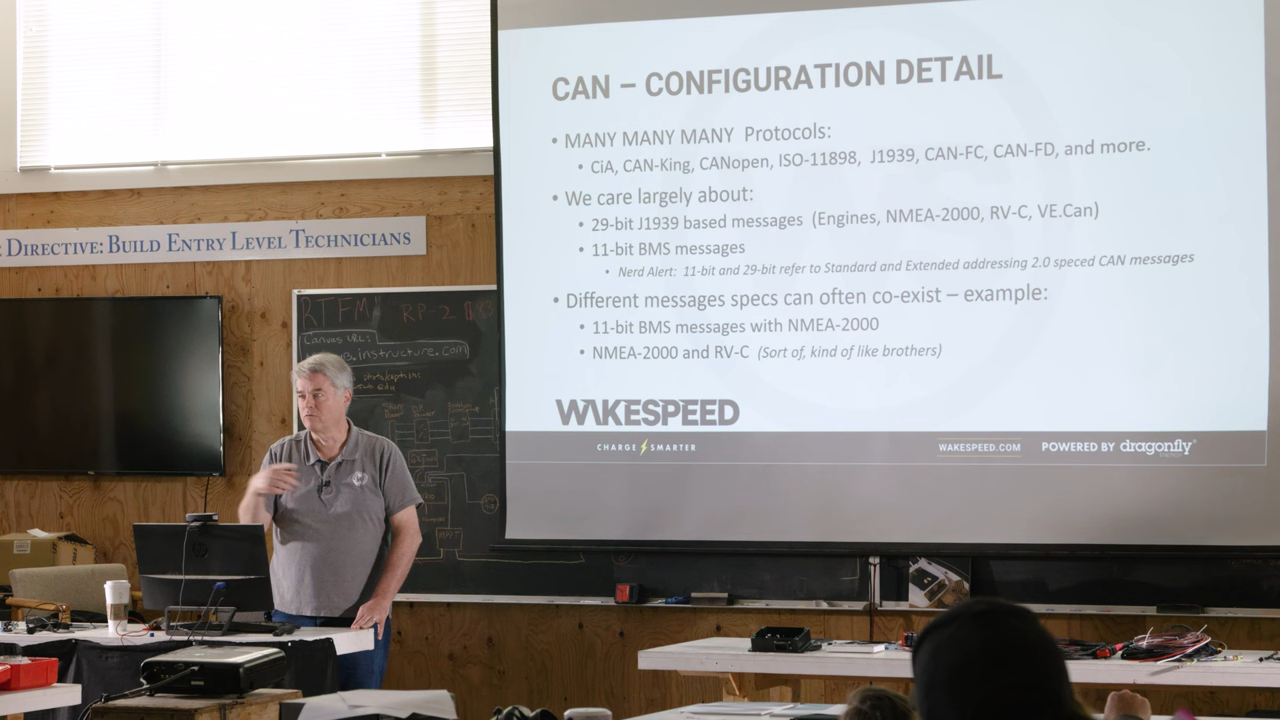 CAN – CONFIGURATION DETAIL
• MANY MANY MANY Protocols:
• CiA, CAN-King, CANopen, ISO-11898, J1939, CAN-FC, CAN-FD, and more.
• We care largely about:
• 29-bit J1939 based messages (Engines, NMEA-2000, RV-C, VE.Can)
• 11-bit BMS messages
• Nerd Alert: 11-bit and 29-bit refer to Standard and Extended addressing 2.0 speced CAN messages
• Different messages specs can often co-exist – example:
• 11-bit BMS messages with NMEA-2000
• NMEA-2000 and RV-C (Sort of, kind of like brothers)
WAKESPEED
CHARGE SMARTER
WAKESPEED.COM
POWERED BY dragonfly
DIRECTIVE: BUILD ENTRY LEVEL TECHNICIANS
RTFM RP-2
Canvas URL:
.instructure.com